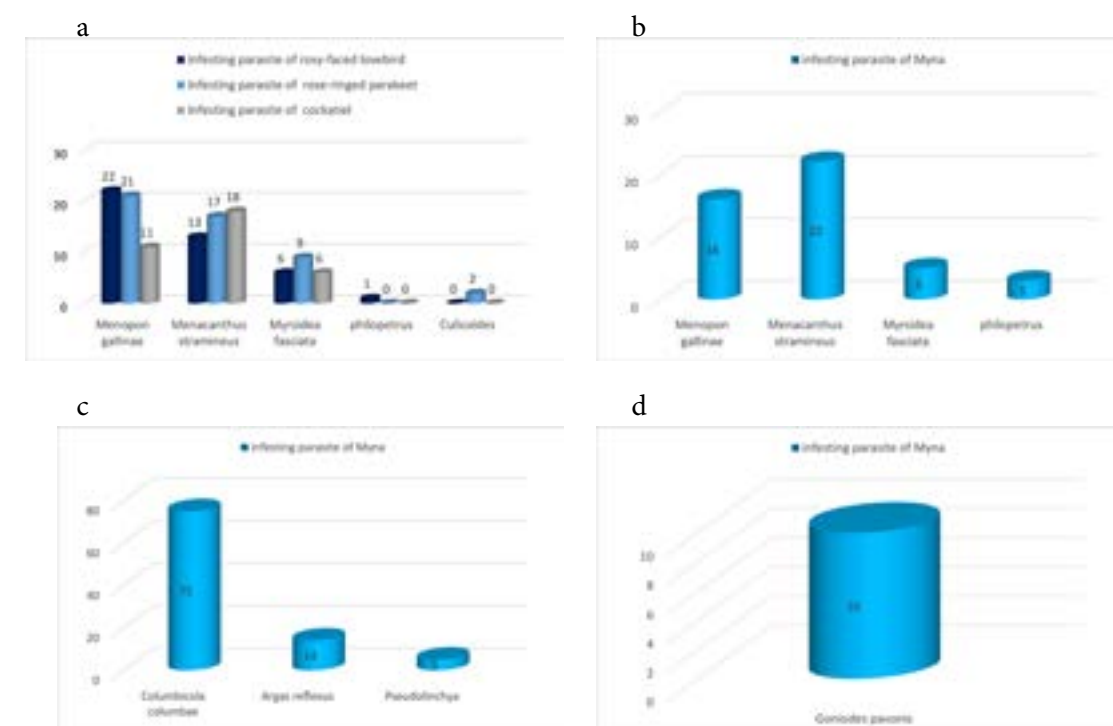 a
Infesting parasite of rosy-faced lovebird
Infesting parasite of rose-ringed parakeet
Infesting parasite of cockatiel
30
20
10
0
22 21 11
13 17 18
6 9 6
1 0 0
0 2 0
Menopon gallinae
Menacanthus stramineus
Myrsidea fasciata
philopetrus
Culicoides
b
infesting parasite of Myna
30
20
10
0
16
22
Menopon gallinae
Menacanthus stramineus
Myrsidea fasciata
philopetrus
c
infesting parasite of Myna
80
60
40
20
0
Columbicola columbae
Argas reflexus
Pseudolinchya
d
infesting parasite of Myna
10
8
6
4
2
0
10
Goniodes pavonis